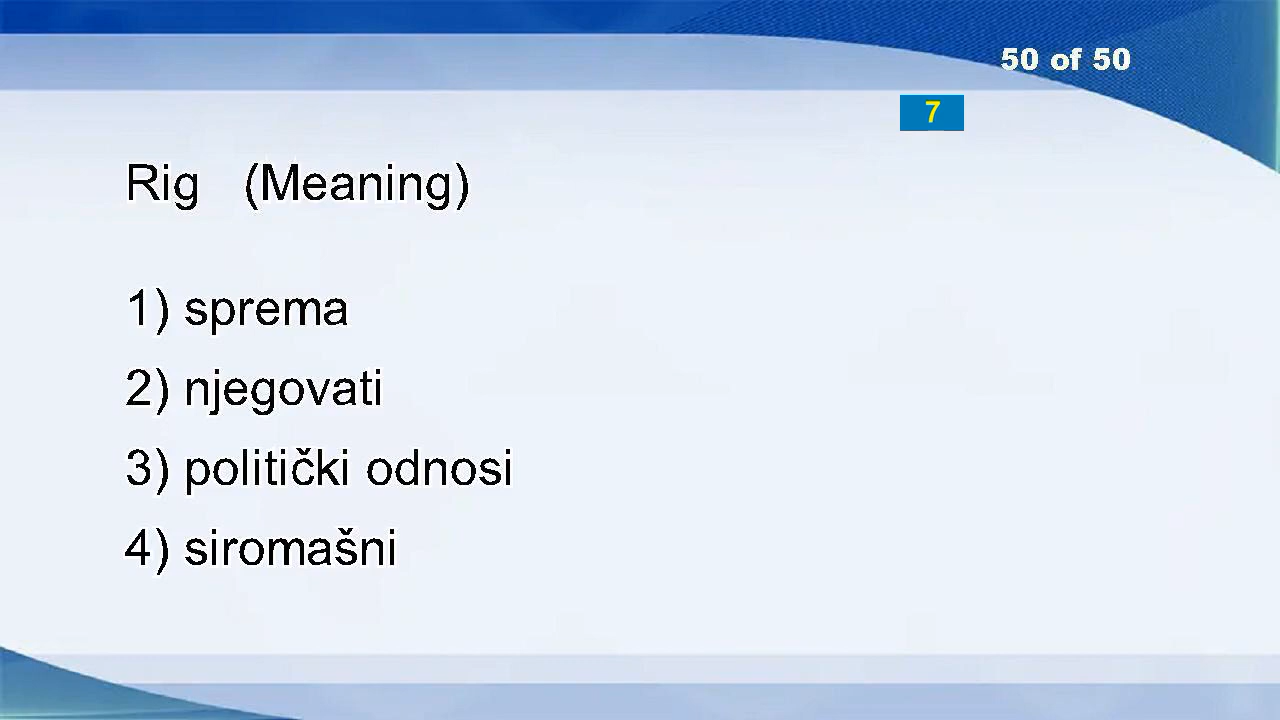 50 of 50
7
Rig (Meaning)
1) sprema
2) njegovati
3) politički odnosi
4) siromašni